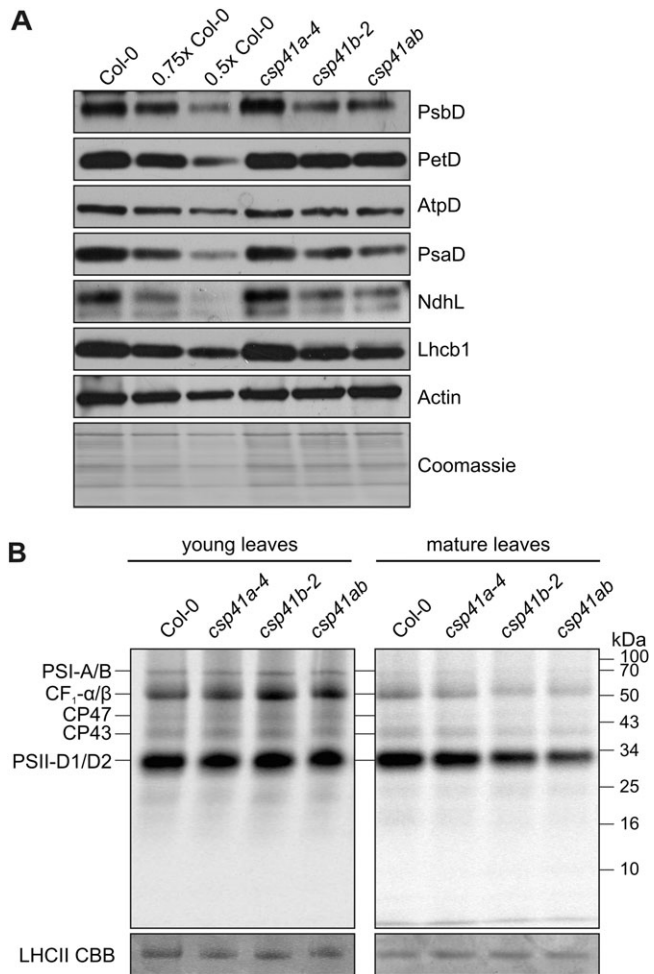 A
Col-0 0.75x Col-0 0.5x Col-0 csp41a-4 csp41b-2 csp41ab
PsbD
PetD
AtpD
PsaD
NdhL
Lhcb1
Actin
Coomassie
B
young leaves mature leaves
Col-0 csp41a-4 csp41b-2 csp41ab Col-0 csp41a-4 csp41b-2 csp41ab
kDa
PSI-A/B
CF₁-α/β
CP47
CP43
PSII-D1/D2
100
70
50
43
34
25
16
10
LHCII CBB